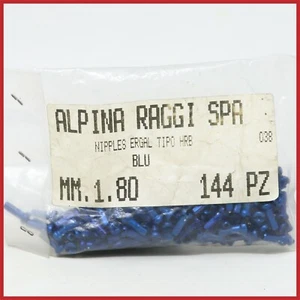 ALPINA RAGGI SPA
NIPPLES ERGAL TIPO HRB 038
BLU
MM.1.80 144 PZ